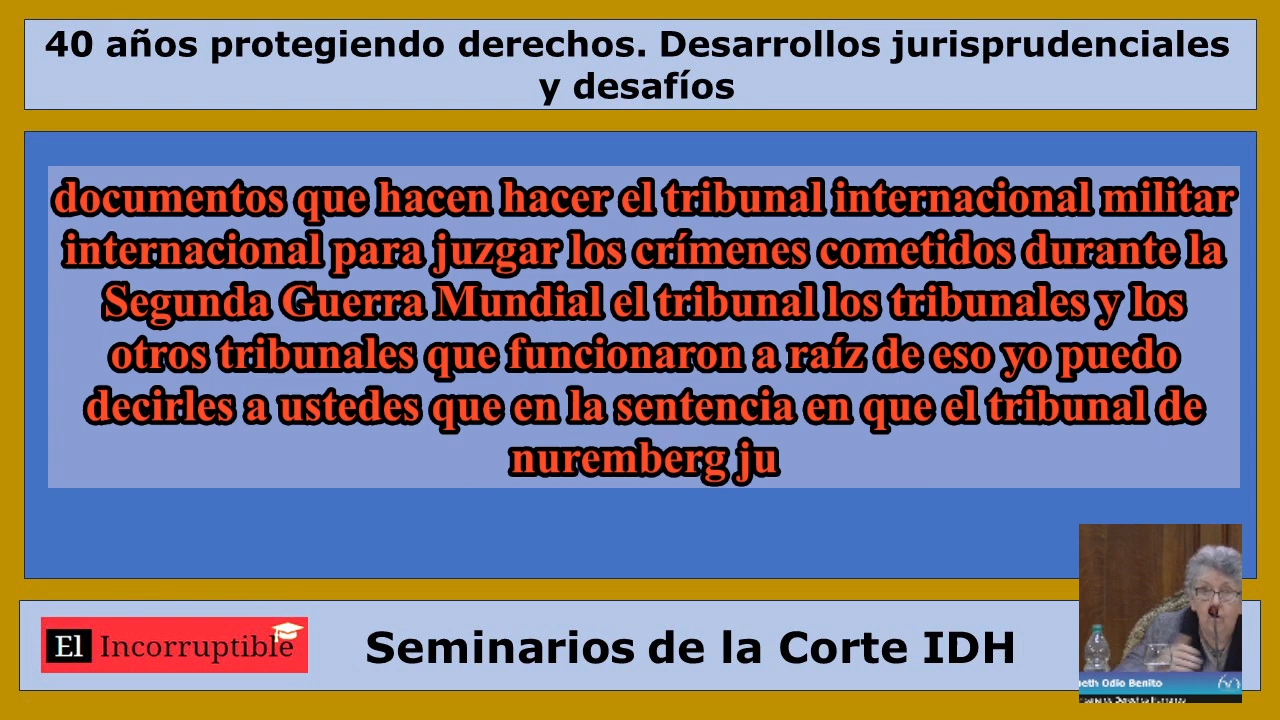 40 años protegiendo derechos. Desarrollos jurisprudenciales
y desafíos
documentos que hacen hacer el tribunal internacional militar
internacional para juzgar los crímenes cometidos durante la
Segunda Guerra Mundial el tribunal los tribunales y los
otros tribunales que funcionaron a raíz de eso yo puedo
decirles a ustedes que en la sentencia en que el tribunal de
nuremberg ju
El Incorruptible
Seminarios de la Corte IDH
beth Odio Benito